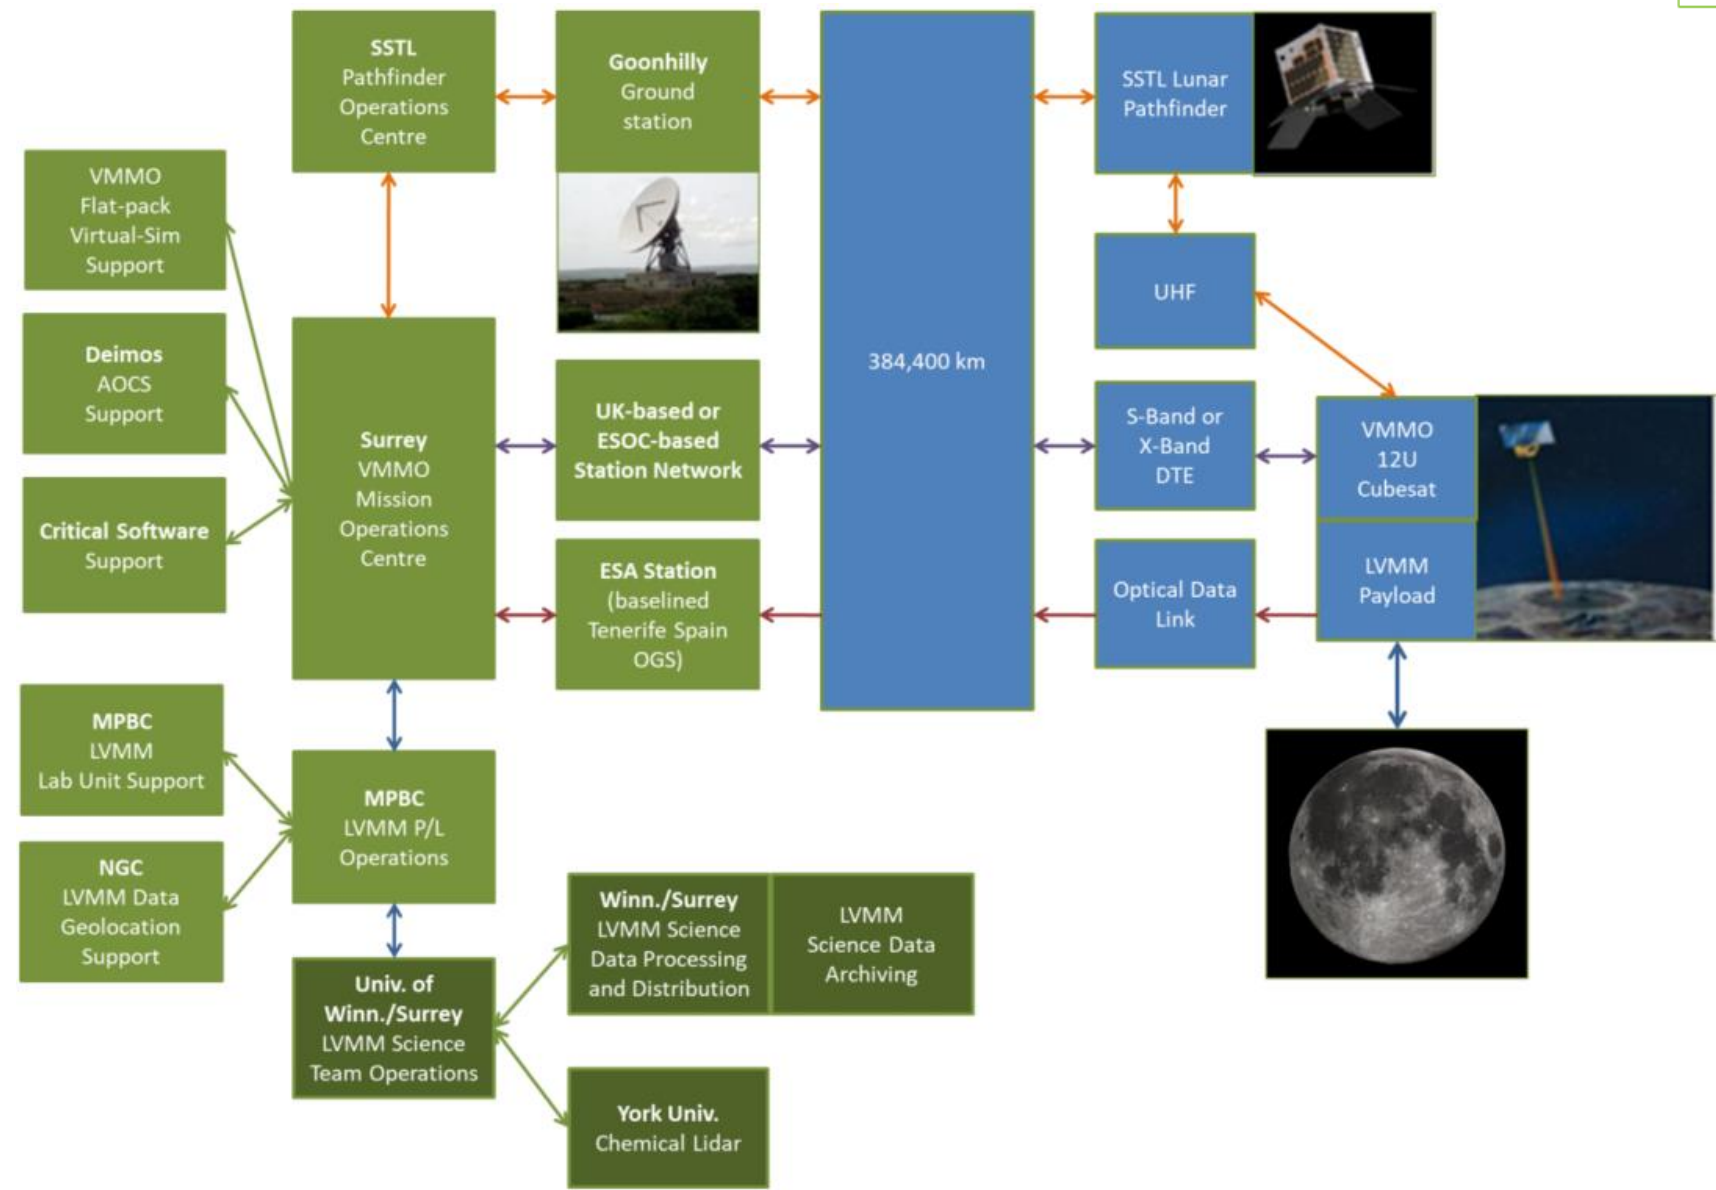 SSTL
Pathfinder
Operations
Centre
Goonhilly
Ground
station
384,400 km
SSTL Lunar
Pathfinder
VMMO
Flat-pack
Virtual-Sim
Support
UHF
Deimos
AOCS
Support
Surrey
VMMO
Mission
Operations
Centre
UK-based or
ESOC-based
Station Network
S-Band or
X-Band
DTE
VMMO
12U
Cubesat
Critical Software
Support
ESA Station
(baselined
Tenerife Spain
OGS)
Optical Data
Link
LVMM
Payload
MPBC
LVMM
Lab Unit Support
MPBC
LVMM P/L
Operations
NGC
LVMM Data
Geolocation
Support
Winn./Surrey
LVMM Science
Data Processing
and Distribution
LVMM
Science Data
Archiving
Univ. of
Winn./Surrey
LVMM Science
Team Operations
York Univ.
Chemical Lidar